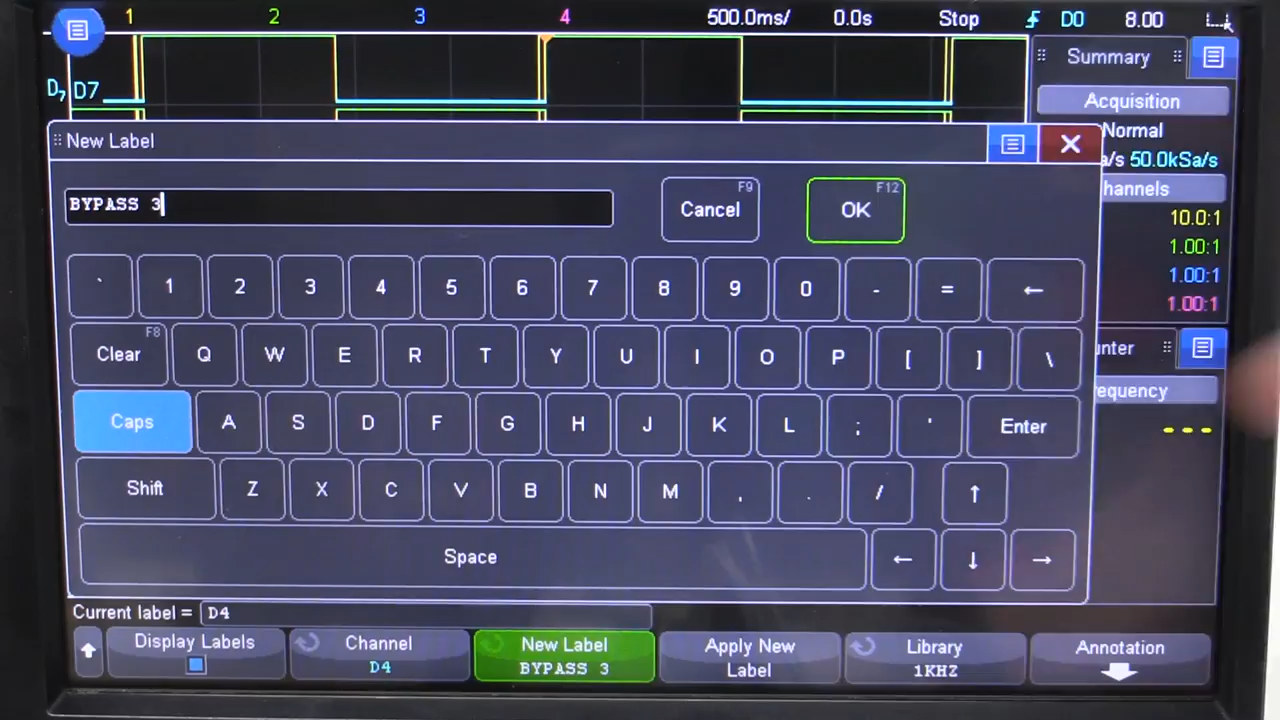 1 2 3 4 500.0ms/ 0.0s Stop D0 8.00
D7 D7
Summary
Acquisition
Normal
a/s 50.0kSa/s
hannels
10.0:1
1.00:1
1.00:1
1.00:1
unter
equency
- - -
New Label
BYPASS 3
Cancel F9
OK F12
` 1 2 3 4 5 6 7 8 9 0 - = ←
Clear F8 Q W E R T Y U I O P [ ] \
Caps A S D F G H J K L ; ' Enter
Shift Z X C V B N M , . / ↑
Space ← ↓ →
Current label = D4
Display Labels
Channel
D4
New Label
BYPASS 3
Apply New
Label
Library
1KHZ
Annotation